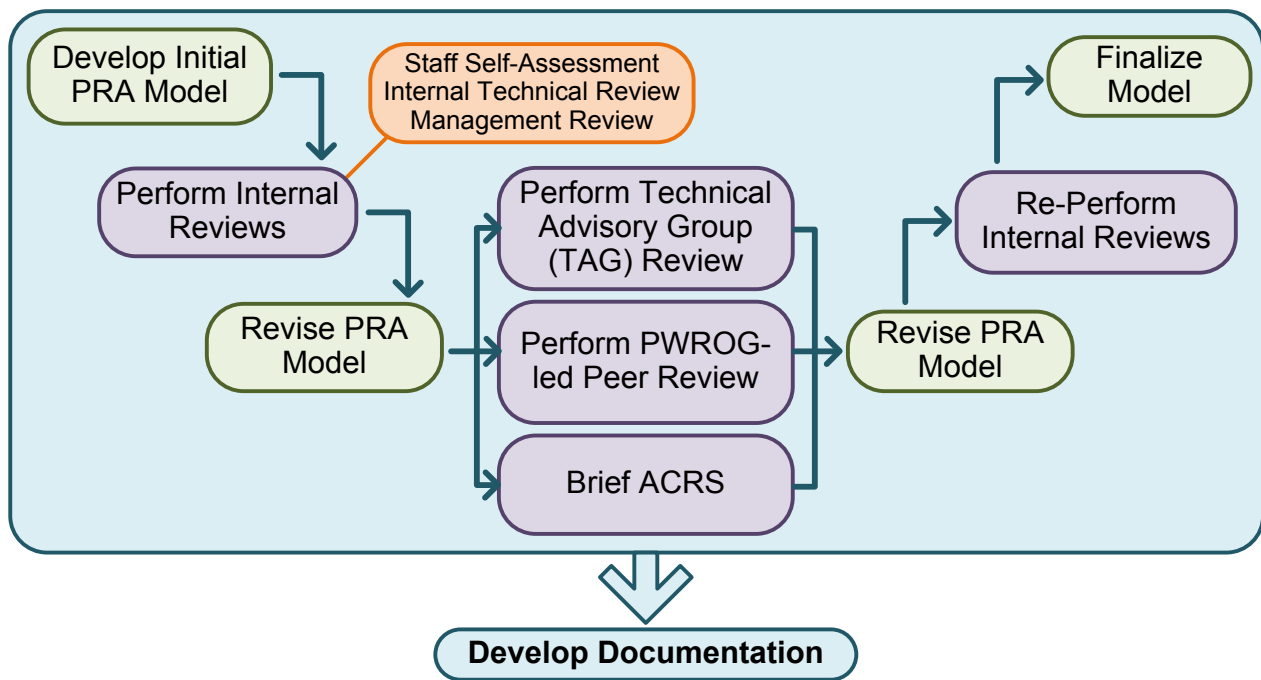 Develop Initial
PRA Model
Staff Self-Assessment
Internal Technical Review
Management Review
Perform Internal
Reviews
Revise PRA
Model
Perform Technical
Advisory Group
(TAG) Review
Perform PWROG-
led Peer Review
Brief ACRS
Revise PRA
Model
Re-Perform
Internal Reviews
Finalize
Model
Develop Documentation